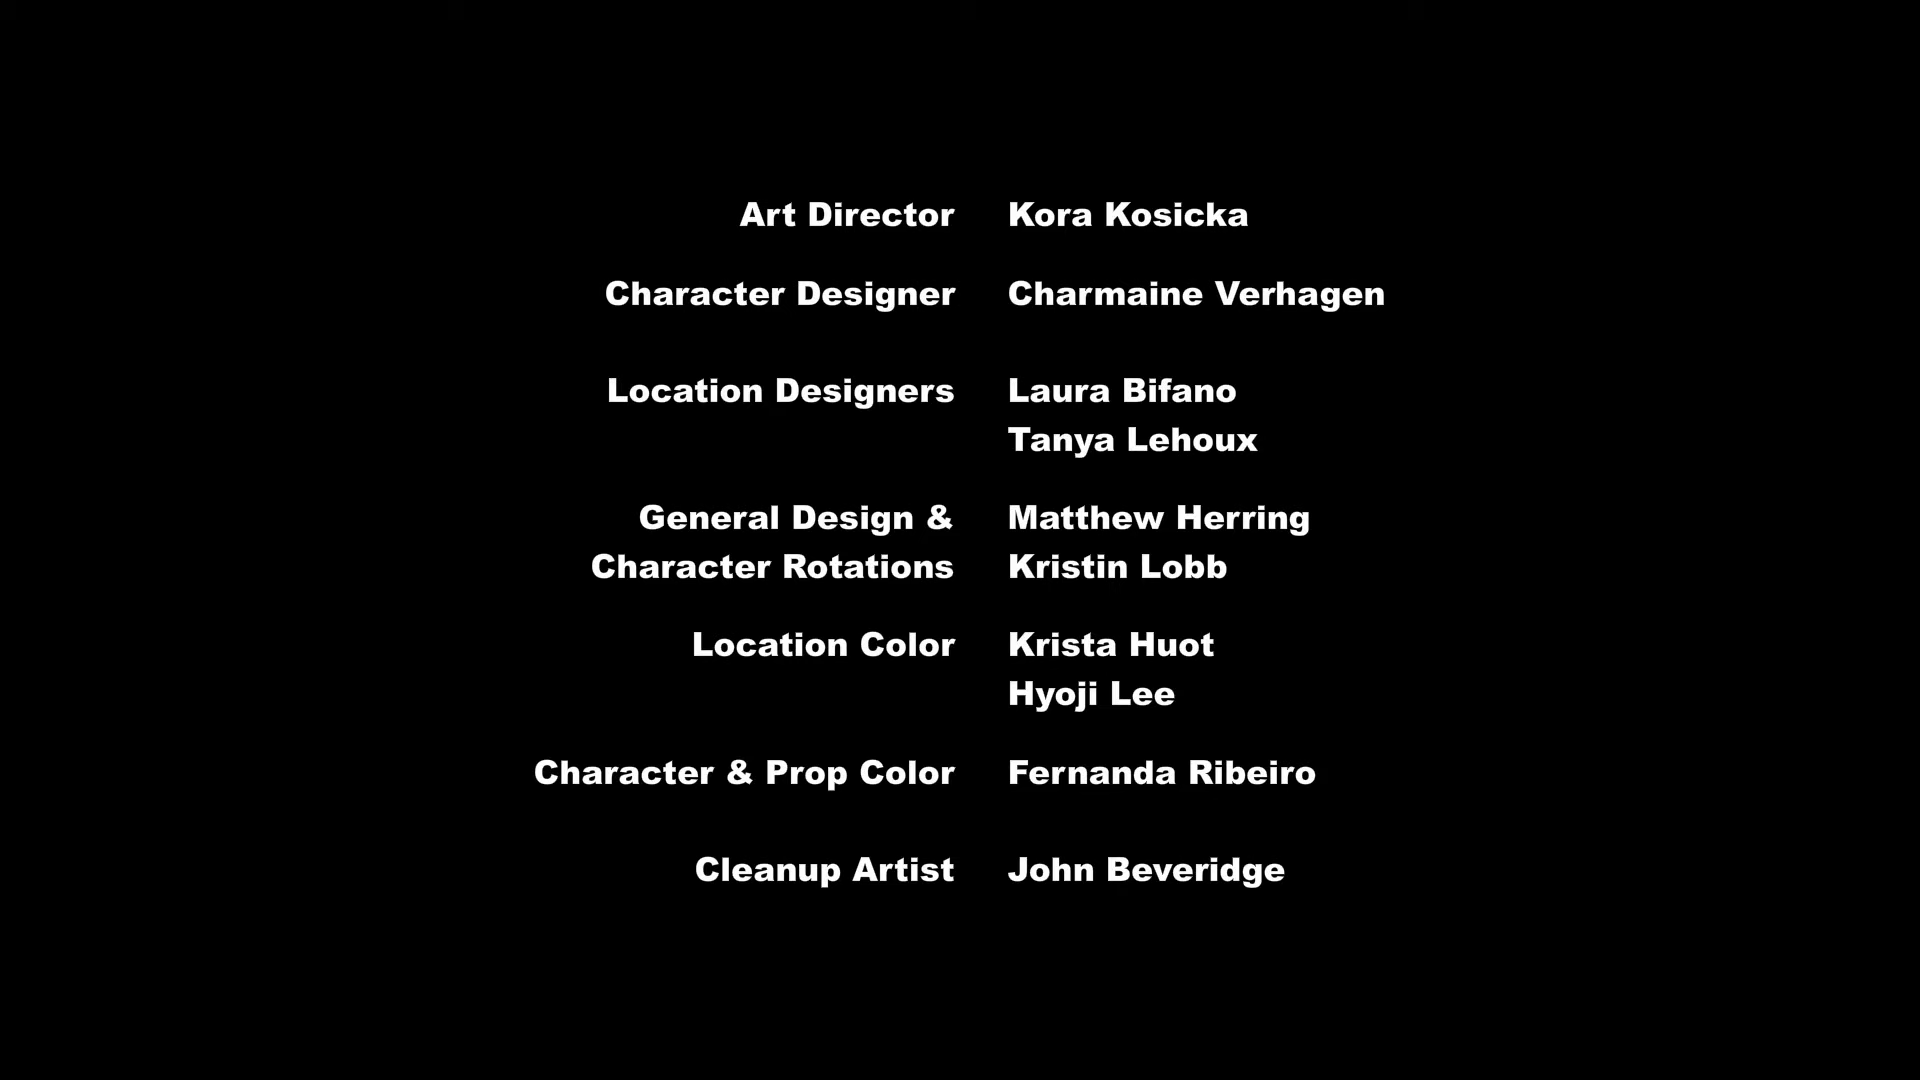 Art Director Kora Kosicka
Character Designer Charmaine Verhagen
Location Designers Laura Bifano
Tanya Lehoux
General Design & Matthew Herring
Character Rotations Kristin Lobb
Location Color Krista Huot
Hyoji Lee
Character & Prop Color Fernanda Ribeiro
Cleanup Artist John Beveridge